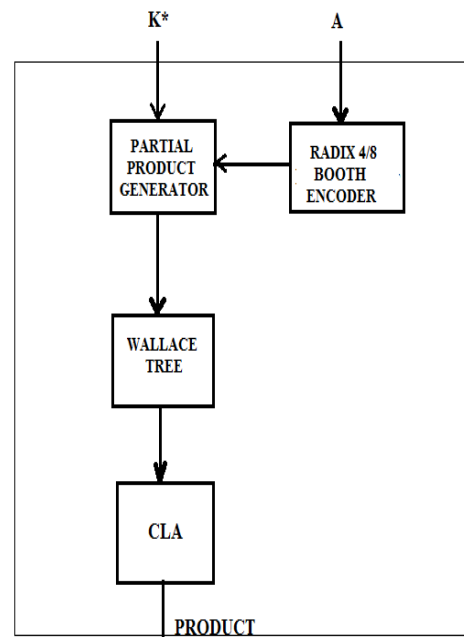 K*
A
PARTIAL
PRODUCT
GENERATOR
RADIX 4/8
BOOTH
ENCODER
WALLACE
TREE
CLA
PRODUCT